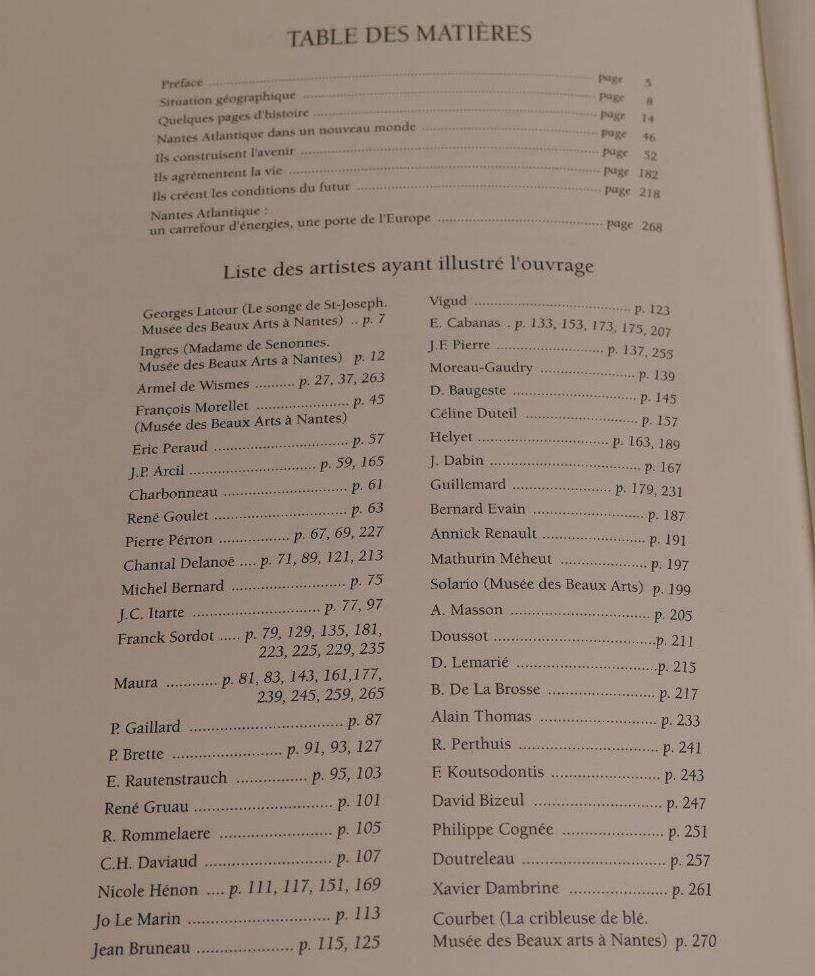 TABLE DES MATIÈRES
Préface ........ page 5
Situation géographique ........ page 8
Quelques pages d'histoire ........ page 14
Nantes Atlantique dans un nouveau monde ........ page 46
Ils construisent l'avenir ........ page 52
Ils agrémentent la vie ........ page 182
Ils créent les conditions du futur ........ page 218
Nantes Atlantique :
un carrefour d'énergies, une porte de l'Europe ........ page 268
Liste des artistes ayant illustré l'ouvrage
Georges Latour (Le songe de St-Joseph.
Musée des Beaux Arts à Nantes) .. p. 7
Ingres (Madame de Senonnes.
Musée des Beaux Arts à Nantes) p. 12
Armel de Wismes .......... p. 27, 37, 263
François Morellet ........ p. 45
(Musée des Beaux Arts à Nantes)
Eric Peraud ........ p. 57
J.P. Arcil ........ p. 59, 165
Charbonneau ........ p. 61
René Goulet ........ p. 63
Pierre Pérron ........ p. 67, 69, 227
Chantal Delanoë .... p. 71, 89, 121, 213
Michel Bernard ........ p. 75
J.C. Itarte ........ p. 77, 97
Franck Sordot ..... p. 79, 129, 135, 181,
223, 225, 229, 235
Maura ............ p. 81, 83, 143, 161,177,
239, 245, 259, 265
P. Gaillard ........ p. 87
P. Brette ........ p. 91, 93, 127
E. Rautenstrauch ........ p. 95, 103
René Gruau ........ p. 101
R. Rommelaere ........ p. 105
C.H. Daviaud ........ p. 107
Nicole Hénon .... p. 111, 117, 151, 169
Jo Le Marin ........ p. 113
Jean Bruneau ........ p. 115, 125
Vigud ........ p. 123
E. Cabanas . p. 133, 153, 173, 175, 207
J.F. Pierre ........ p. 137, 255
Moreau-Gaudry ........ p. 139
D. Baugeste ........ p. 145
Céline Duteil ........ p. 157
Helyet ........ p. 163, 189
J. Dabin ........ p. 167
Guillemard ........ p. 179, 231
Bernard Evain ........ p. 187
Annick Renault ........ p. 191
Mathurin Méheut ........ p. 197
Solario (Musée des Beaux Arts) p. 199
A. Masson ........ p. 205
Doussot ........p. 211
D. Lemarié ........p. 215
B. De La Brosse ........ p. 217
Alain Thomas ........ p. 233
R. Perthuis ........ p. 241
F. Koutsodontis ........ p. 243
David Bizeul ........ p. 247
Philippe Cognée ........ p. 251
Doutreleau ........ p. 257
Xavier Dambrine ........ p. 261
Courbet (La cribleuse de blé.
Musée des Beaux arts à Nantes) p. 270